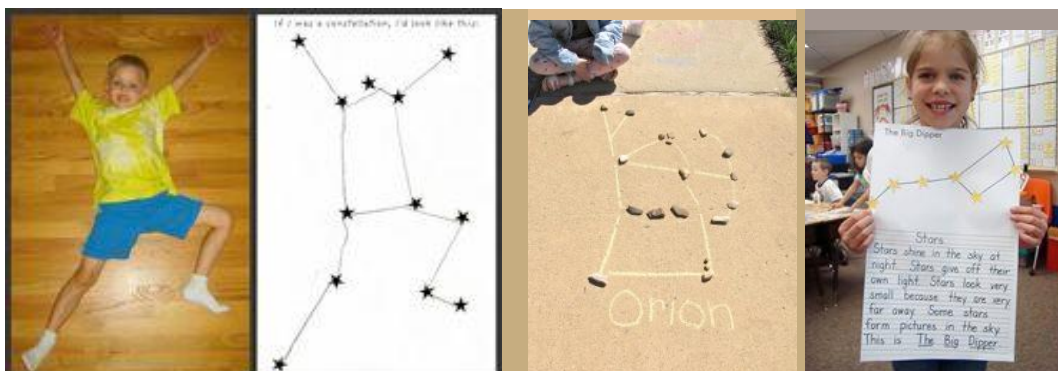 If I was a constellation, I'd look like this:
Orion
The Big Dipper
Stars
Stars shine in the sky at
night. Stars give off their
own light. Stars look very
small because they are very
far away. Some stars
form pictures in the sky.
This is The Big Dipper.